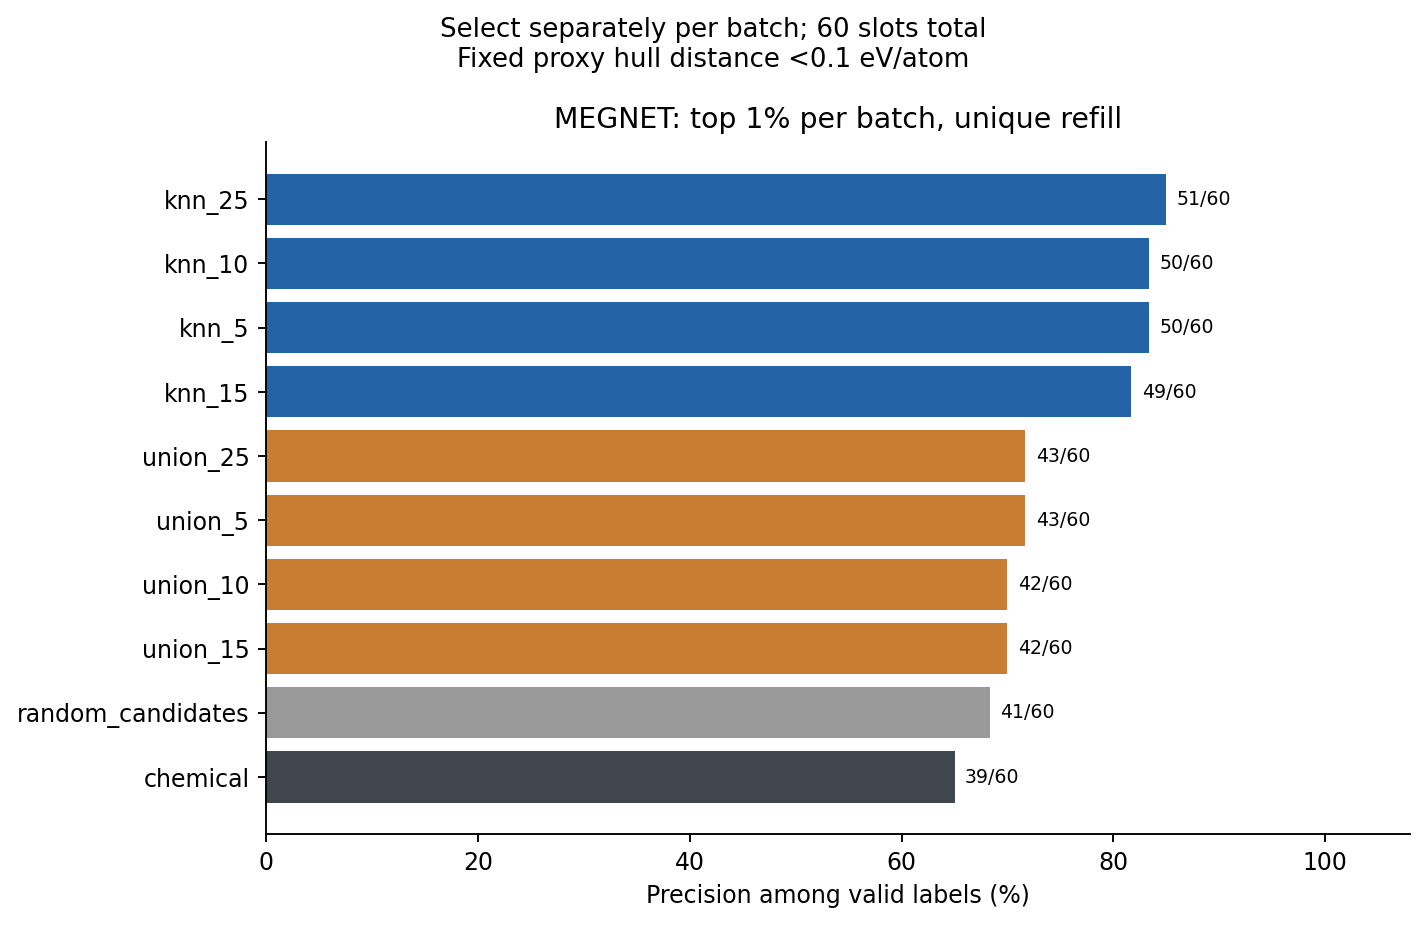 Select separately per batch; 60 slots total
Fixed proxy hull distance <0.1 eV/atom
MEGNET: top 1% per batch, unique refill
knn_25 51/60
knn_10 50/60
knn_5 50/60
knn_15 49/60
union_25 43/60
union_5 43/60
union_10 42/60
union_15 42/60
random_candidates 41/60
chemical 39/60
0 20 40 60 80 100
Precision among valid labels (%)